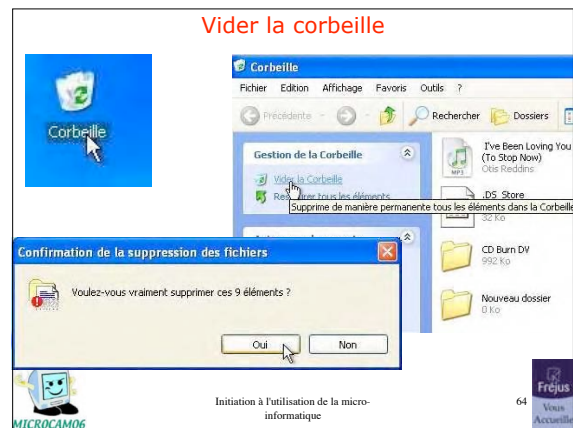 Vider la corbeille
Corbeille
Corbeille
Fichier Edition Affichage Favoris Outils ?
Précédente Rechercher Dossiers
Gestion de la Corbeille
Vider la Corbeille
Restaurer tous les éléments
Supprime de manière permanente tous les éléments dans la Corbeille
I've Been Loving You
(To Stop Now)
Otis Reddins
MP3
.DS_Store
32 Ko
CD Burn DV
992 Ko
Nouveau dossier
0 Ko
Confirmation de la suppression des fichiers
Voulez-vous vraiment supprimer ces 9 éléments ?
Oui Non
MICROCAM06
Initiation à l'utilisation de la micro-
informatique
64
Fréjus
Vous
Accueille